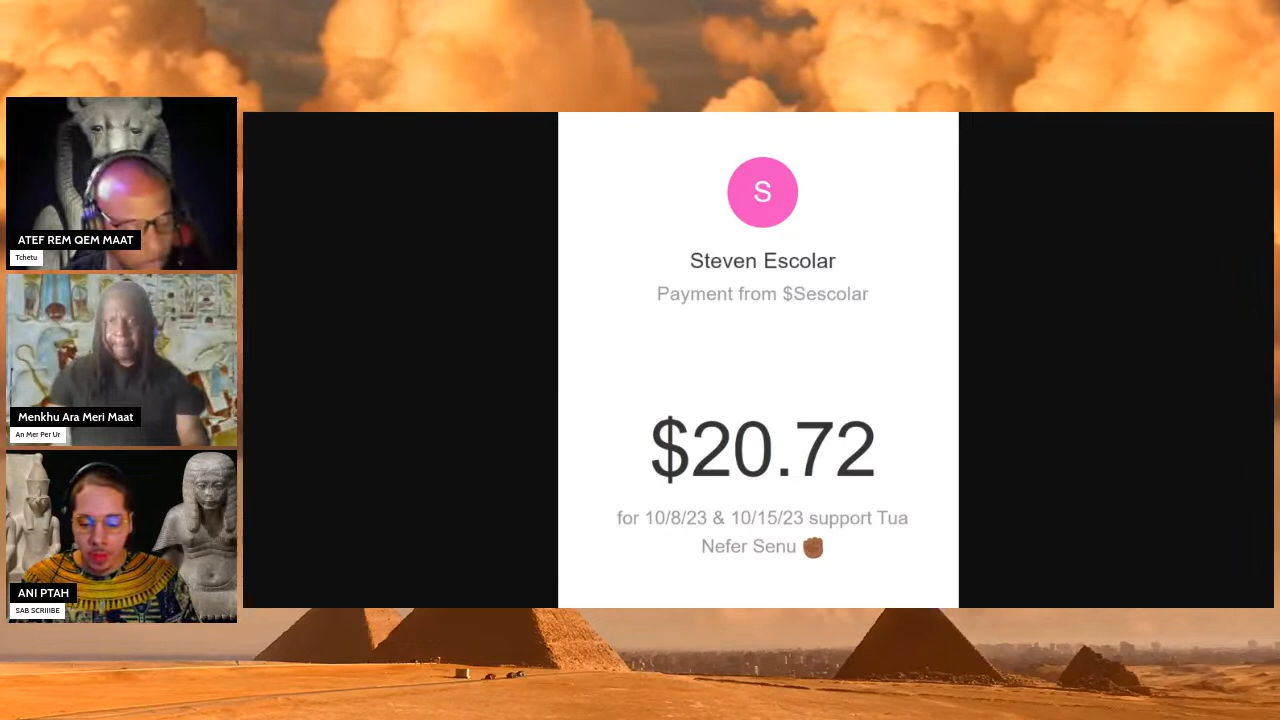 ATEF REM QEM MAAT
Tchetu
Menkhu Ara Meri Maat
An Mer Per Ur
ANI PTAH
SAB SCRIIIBE
S
Steven Escolar
Payment from $Sescolar
$20.72
for 10/8/23 & 10/15/23 support Tua
Nefer Senu ✊🏾